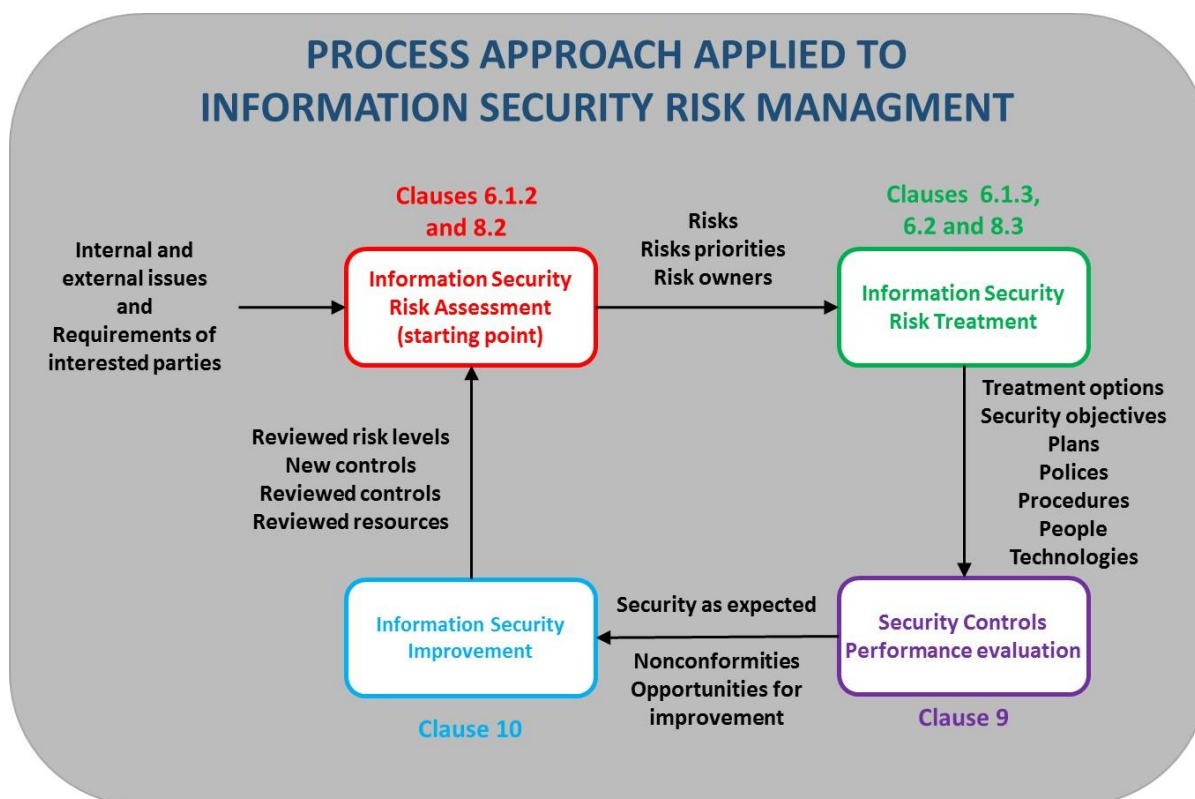 PROCESS APPROACH APPLIED TO
INFORMATION SECURITY RISK MANAGMENT
Clauses 6.1.2
and 8.2
Clauses 6.1.3,
6.2 and 8.3
Internal and
external issues
and
Requirements of
interested parties
Information Security
Risk Assessment
(starting point)
Risks
Risks priorities
Risk owners
Information Security
Risk Treatment
Treatment options
Security objectives
Plans
Polices
Procedures
People
Technologies
Reviewed risk levels
New controls
Reviewed controls
Reviewed resources
Information Security
Improvement
Security as expected
Nonconformities
Opportunities for
improvement
Security Controls
Performance evaluation
Clause 10
Clause 9